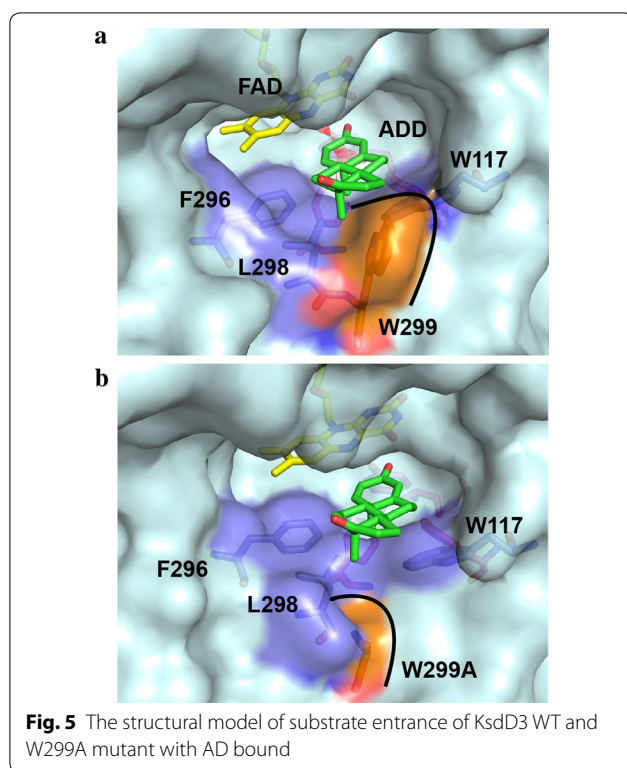 a
FAD
ADD
W117
F296
L298
W299
b
W117
F296
L298
W299A
Fig. 5 The structural model of substrate entrance of KsdD3 WT and
W299A mutant with AD bound